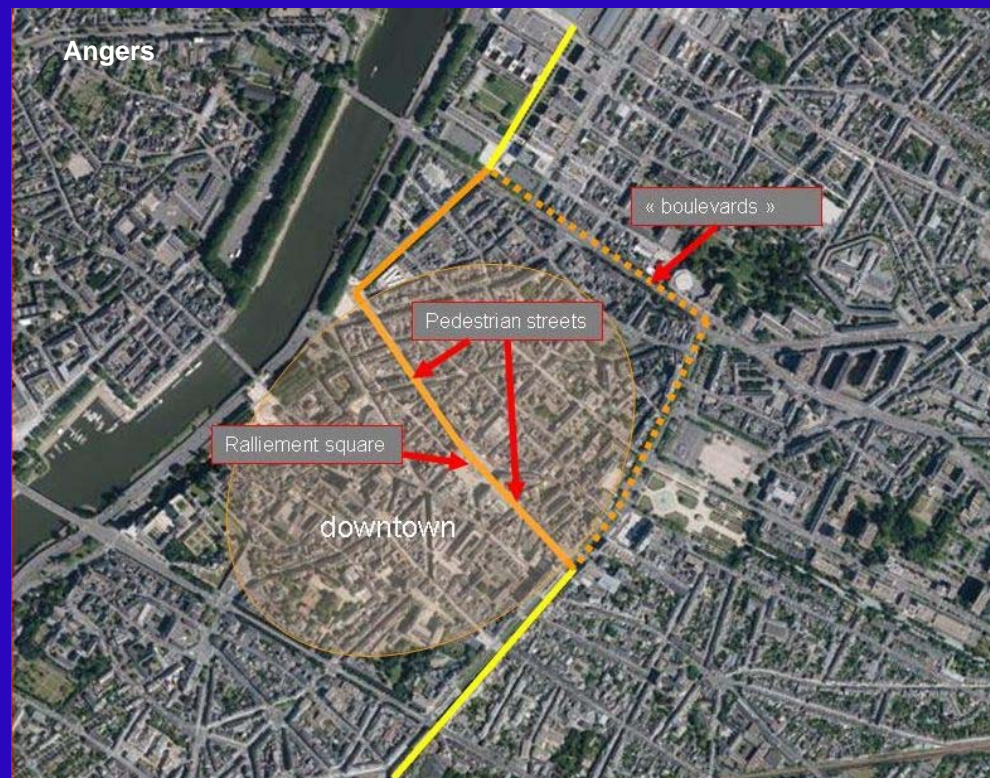 Angers
« boulevards »
Pedestrian streets
Ralliement square
downtown